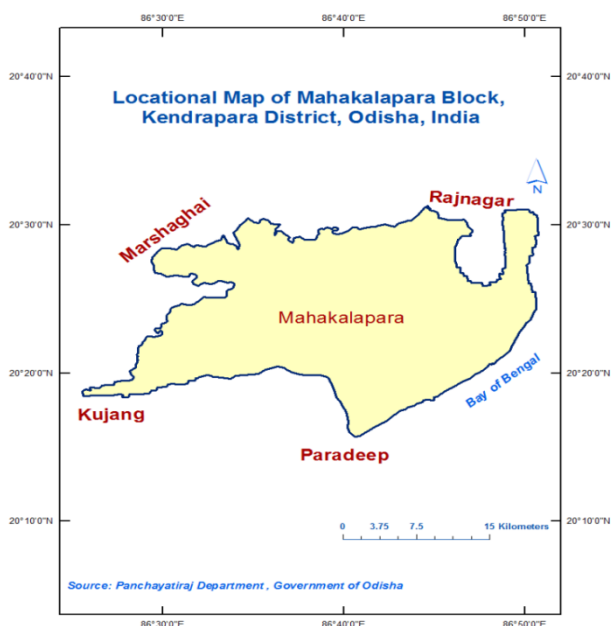 86°30'0"E 86°40'0"E 86°50'0"E
20°40'0"N 20°40'0"N
Locational Map of Mahakalapara Block,
Kendrapara District, Odisha, India
N
Rajnagar
Marshaghai
20°30'0"N 20°30'0"N
Mahakalapara
20°20'0"N 20°20'0"N
Bay of Bengal
Kujang
Paradeep
20°10'0"N 20°10'0"N
0 3.75 7.5 15 Kilometers
Source: Panchayatiraj Department , Government of Odisha
86°30'0"E 86°40'0"E 86°50'0"E